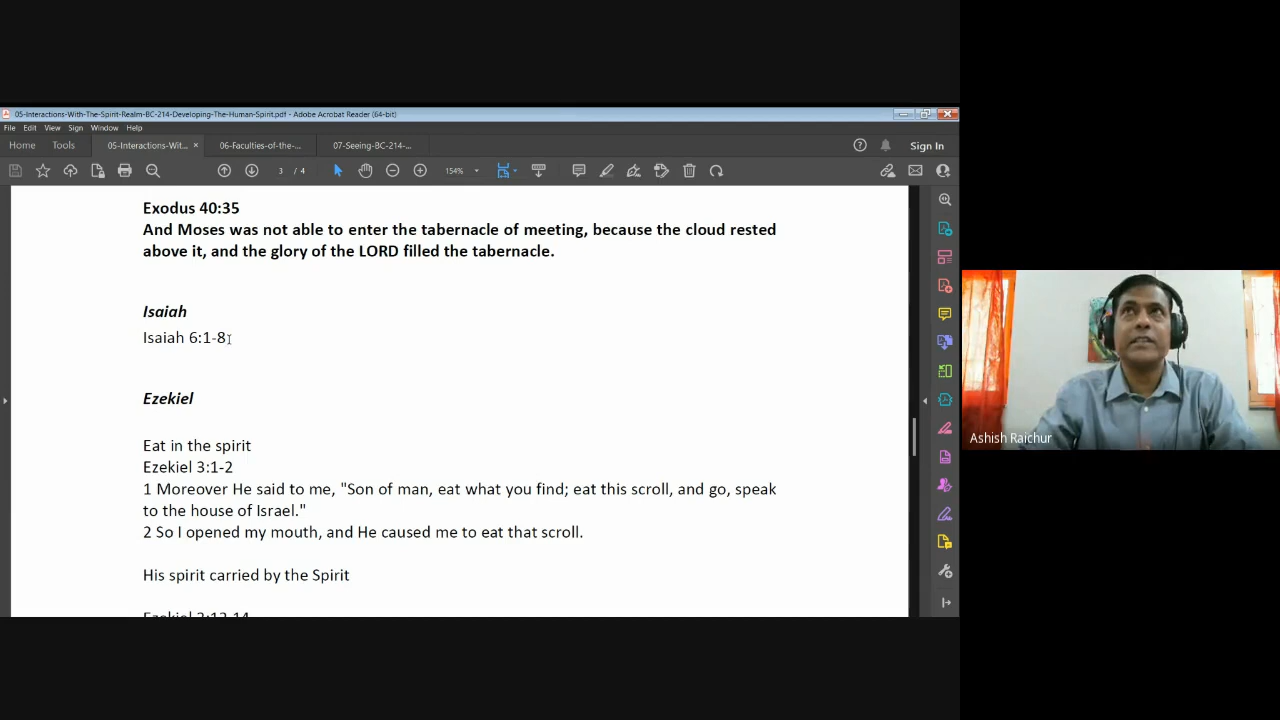 05-Interactions-With-The-Spirit-Realm-BC-214-Developing-The-Human-Spirit.pdf - Adobe Acrobat Reader (64-bit)
File Edit View Sign Window Help
Home Tools 05-Interactions-Wit... × 06-Faculties-of-the-... 07-Seeing-BC-214-... Sign In
3 / 4 154%
Exodus 40:35
And Moses was not able to enter the tabernacle of meeting, because the cloud rested
above it, and the glory of the LORD filled the tabernacle.
Isaiah
Isaiah 6:1-8
Ezekiel
Eat in the spirit
Ezekiel 3:1-2
1 Moreover He said to me, "Son of man, eat what you find; eat this scroll, and go, speak
to the house of Israel."
2 So I opened my mouth, and He caused me to eat that scroll.
His spirit carried by the Spirit
Ezekiel 3:12-14
Ashish Raichur